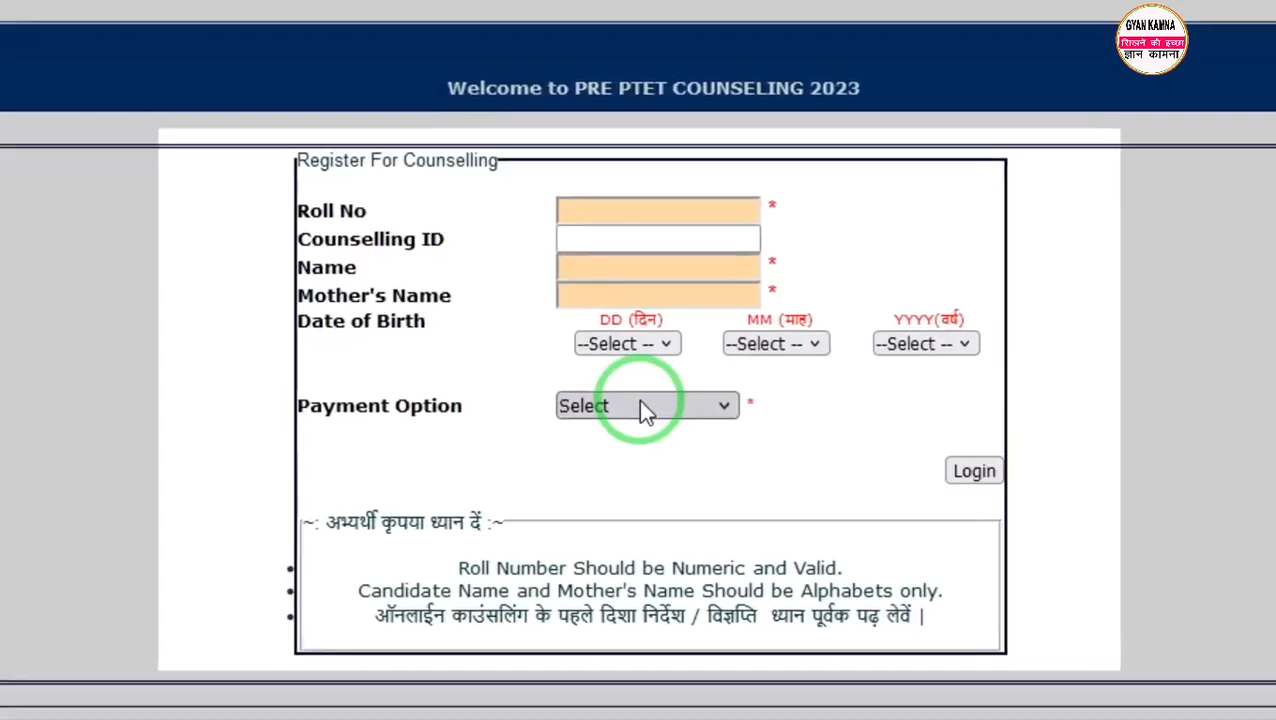 GYAN KAMNA
सिखने की इच्छा
ज्ञान कामना
Welcome to PRE PTET COUNSELING 2023
Register For Counselling
Roll No *
Counselling ID
Name *
Mother's Name *
Date of Birth
DD (दिन) MM (माह) YYYY(वर्ष)
--Select -- --Select -- --Select --
Payment Option Select *
Login
~: अभ्यर्थी कृपया ध्यान दें :~
Roll Number Should be Numeric and Valid.
Candidate Name and Mother's Name Should be Alphabets only.
ऑनलाईन काउंसलिंग के पहले दिशा निर्देश / विज्ञप्ति ध्यान पूर्वक पढ़ लेवें |